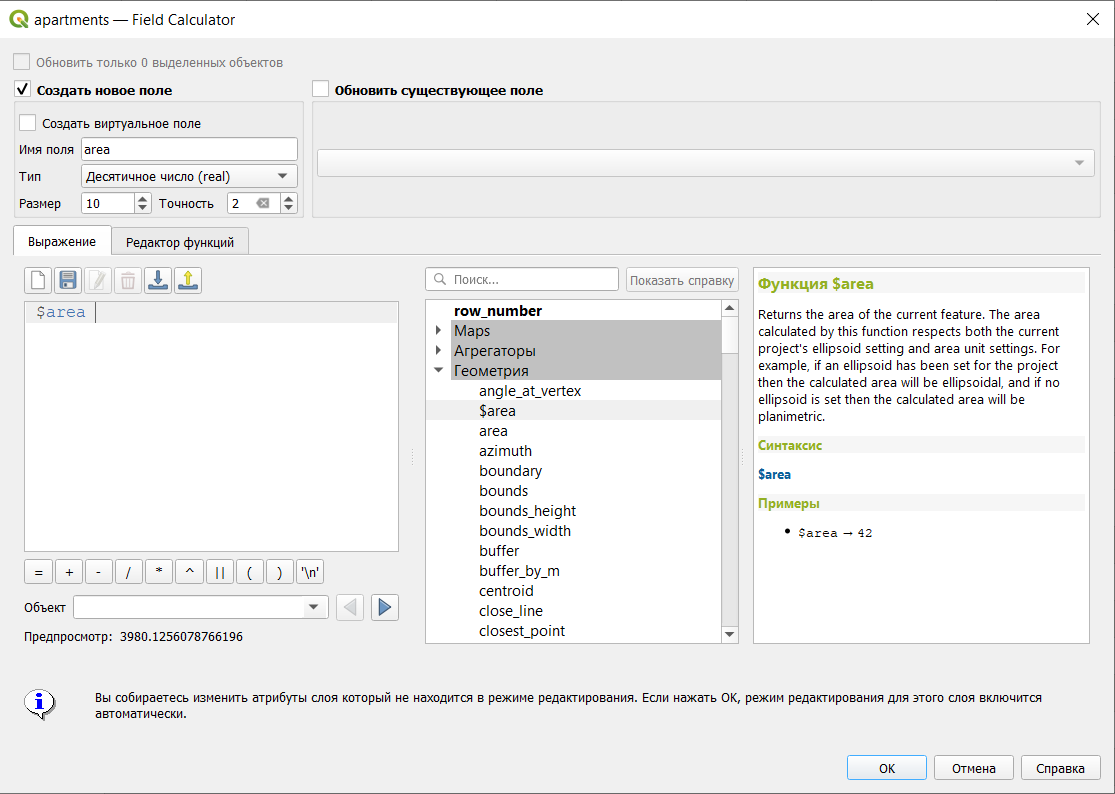 apartments — Field Calculator
Обновить только 0 выделенных объектов
Создать новое поле
Обновить существующее поле
Создать виртуальное поле
Имя поля area
Тип Десятичное число (real)
Размер 10 Точность 2
Выражение Редактор функций
Поиск... Показать справку
$area
row_number
Maps
Агрегаторы
Геометрия
angle_at_vertex
$area
area
azimuth
boundary
bounds
bounds_height
bounds_width
buffer
buffer_by_m
centroid
close_line
closest_point
Функция $area
Returns the area of the current feature. The area
calculated by this function respects both the current
project's ellipsoid setting and area unit settings. For
example, if an ellipsoid has been set for the project
then the calculated area will be ellipsoidal, and if no
ellipsoid is set then the calculated area will be
planimetric.
Синтаксис
$area
Примеры
• $area → 42
= + - / * ^ || ( ) '\n'
Объект
Предпросмотр: 3980.1256078766196
Вы собираетесь изменить атрибуты слоя который не находится в режиме редактирования. Если нажать ОК, режим редактирования для этого слоя включится
автоматически.
ОК Отмена Справка